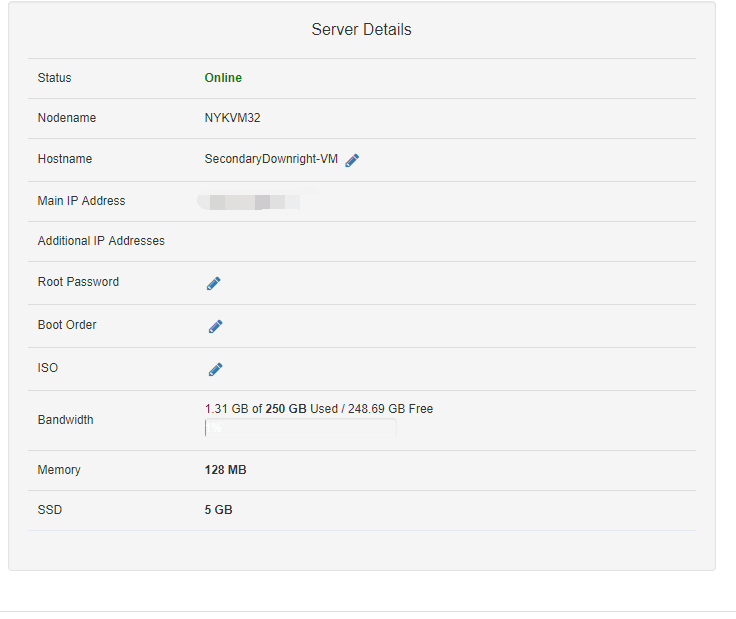 Server Details
Status Online
Nodename NYKVM32
Hostname SecondaryDownright-VM
Main IP Address
Additional IP Addresses
Root Password
Boot Order
ISO
Bandwidth 1.31 GB of 250 GB Used / 248.69 GB Free
Memory 128 MB
SSD 5 GB